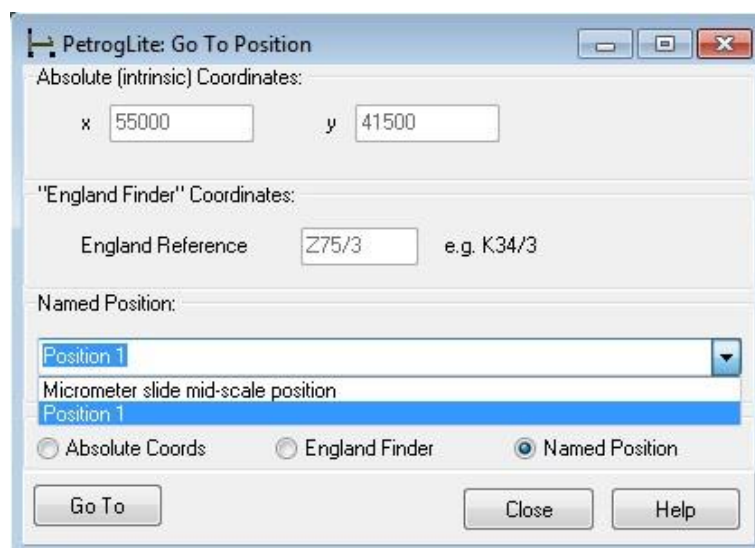 PetrogLite: Go To Position
Absolute (intrinsic) Coordinates:
x 55000 y 41500
"England Finder" Coordinates:
England Reference Z75/3 e.g. K34/3
Named Position:
Position 1
Micrometer slide mid-scale position
Position 1
Absolute Coords England Finder Named Position
Go To Close Help